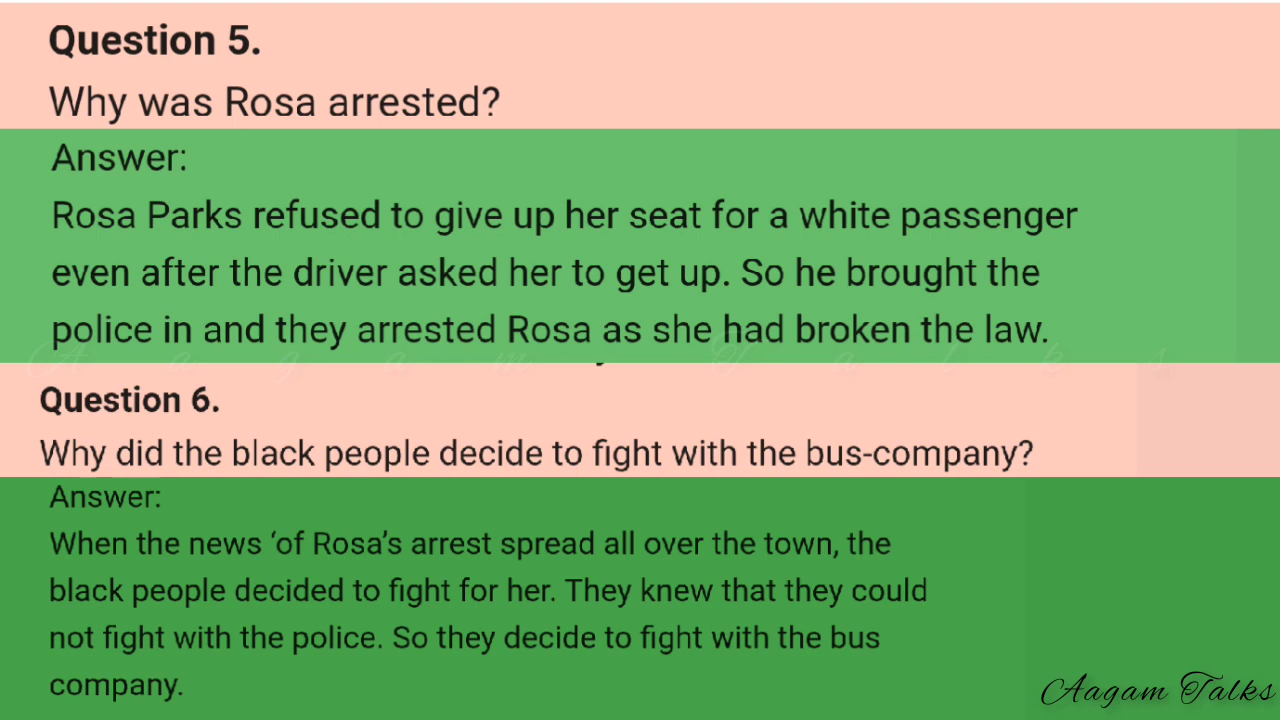 Question 5.
Why was Rosa arrested?
Answer:
Rosa Parks refused to give up her seat for a white passenger
even after the driver asked her to get up. So he brought the
police in and they arrested Rosa as she had broken the law.
A a g a m T a l k s
Question 6.
Why did the black people decide to fight with the bus-company?
Answer:
When the news ‘of Rosa’s arrest spread all over the town, the
black people decided to fight for her. They knew that they could
not fight with the police. So they decide to fight with the bus
company.
Aagam Talks